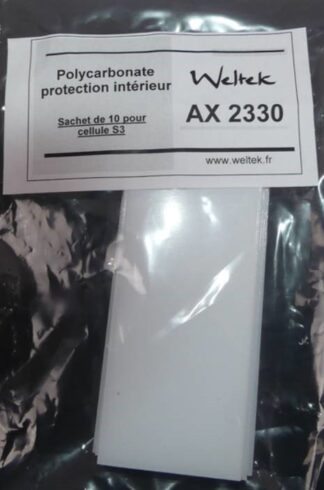 Polycarbonate
protection intérieur
Sachet de 10 pour
cellule S3
Weltek
AX 2330
www.weltek.fr